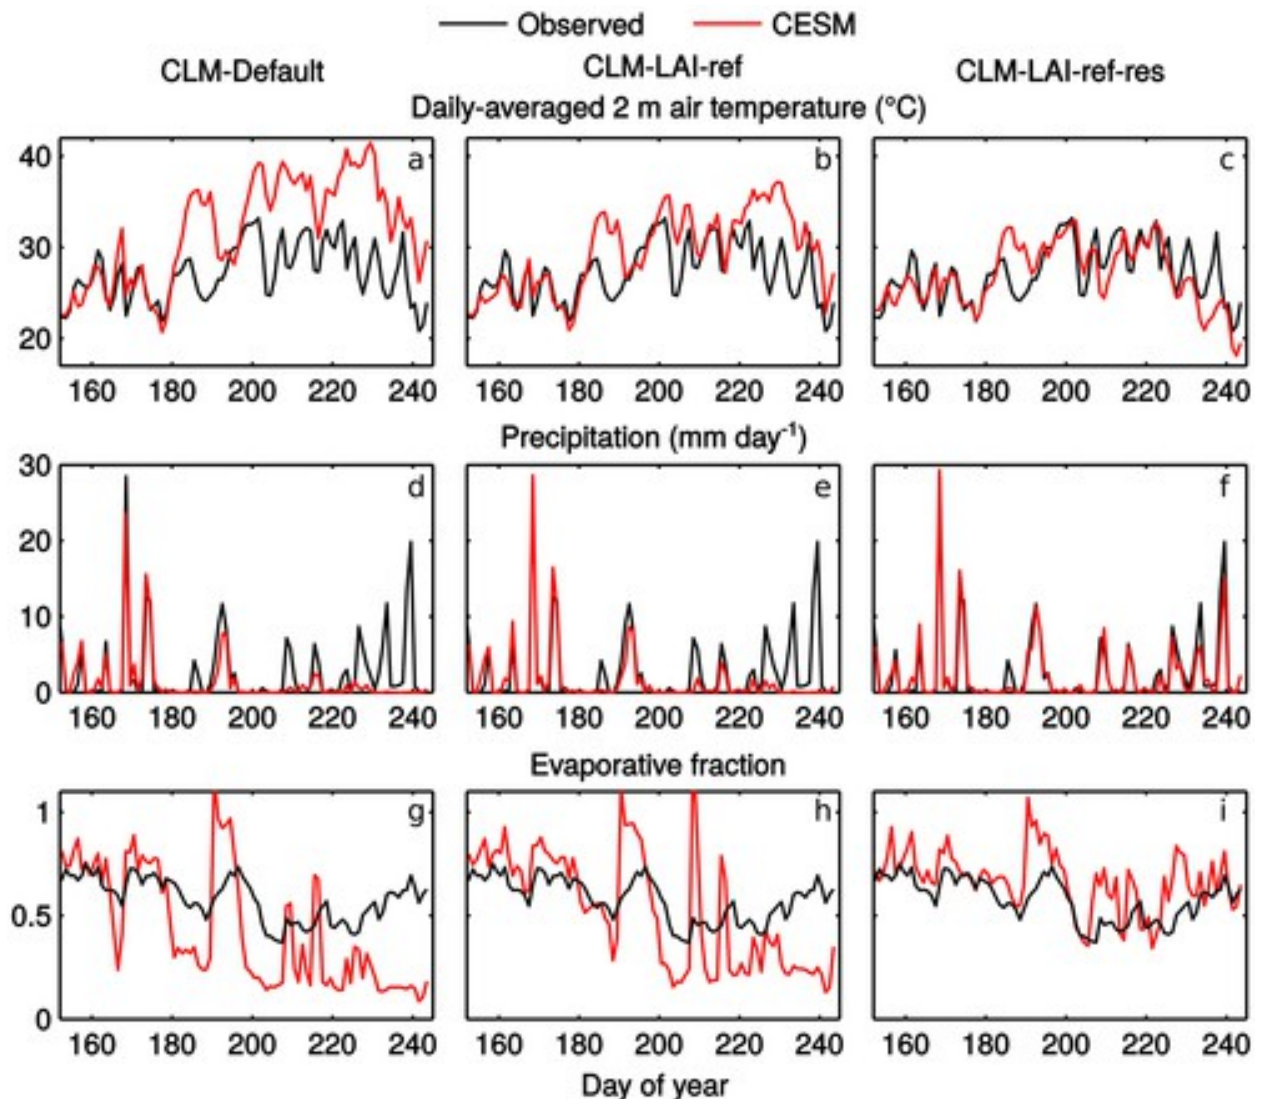 Observed CESM
CLM-Default CLM-LAI-ref CLM-LAI-ref-res
Daily-averaged 2 m air temperature (°C)
40 a b c
30
20
160 180 200 220 240 160 180 200 220 240 160 180 200 220 240
Precipitation (mm day⁻¹)
30 d e f
20
10
0
160 180 200 220 240 160 180 200 220 240 160 180 200 220 240
Evaporative fraction
1 g h i
0.5
0
160 180 200 220 240 160 180 200 220 240 160 180 200 220 240
Day of year